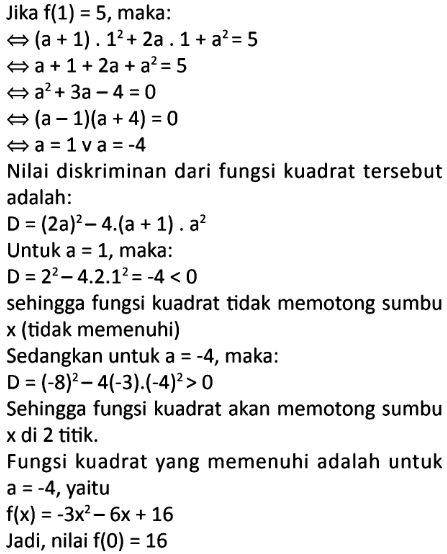 Jika f(1) = 5, maka:
⇔ (a + 1) . 1² + 2a . 1 + a² = 5
⇔ a + 1 + 2a + a² = 5
⇔ a² + 3a – 4 = 0
⇔ (a – 1)(a + 4) = 0
⇔ a = 1 v a = -4
Nilai diskriminan dari fungsi kuadrat tersebut
adalah:
D = (2a)² – 4.(a + 1) . a²
Untuk a = 1, maka:
D = 2² – 4.2.1² = -4 < 0
sehingga fungsi kuadrat tidak memotong sumbu
x (tidak memenuhi)
Sedangkan untuk a = -4, maka:
D = (-8)² – 4(-3).(-4)² > 0
Sehingga fungsi kuadrat akan memotong sumbu
x di 2 titik.
Fungsi kuadrat yang memenuhi adalah untuk
a = -4, yaitu
f(x) = -3x² – 6x + 16
Jadi, nilai f(0) = 16